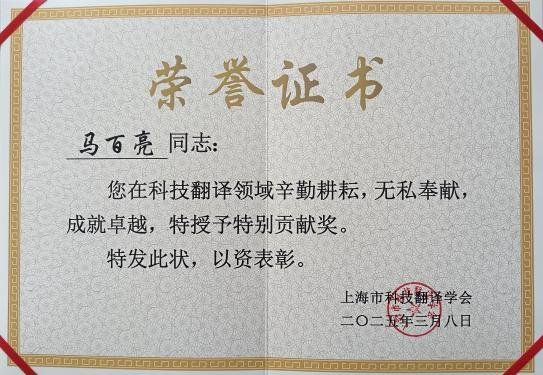 荣誉证书
马百亮 同志：
您在科技翻译领域辛勤耕耘，无私奉献，
成就卓越，特授予特别贡献奖。
特发此状，以资表彰。
上海市科技翻译学会
二〇二五年三月八日